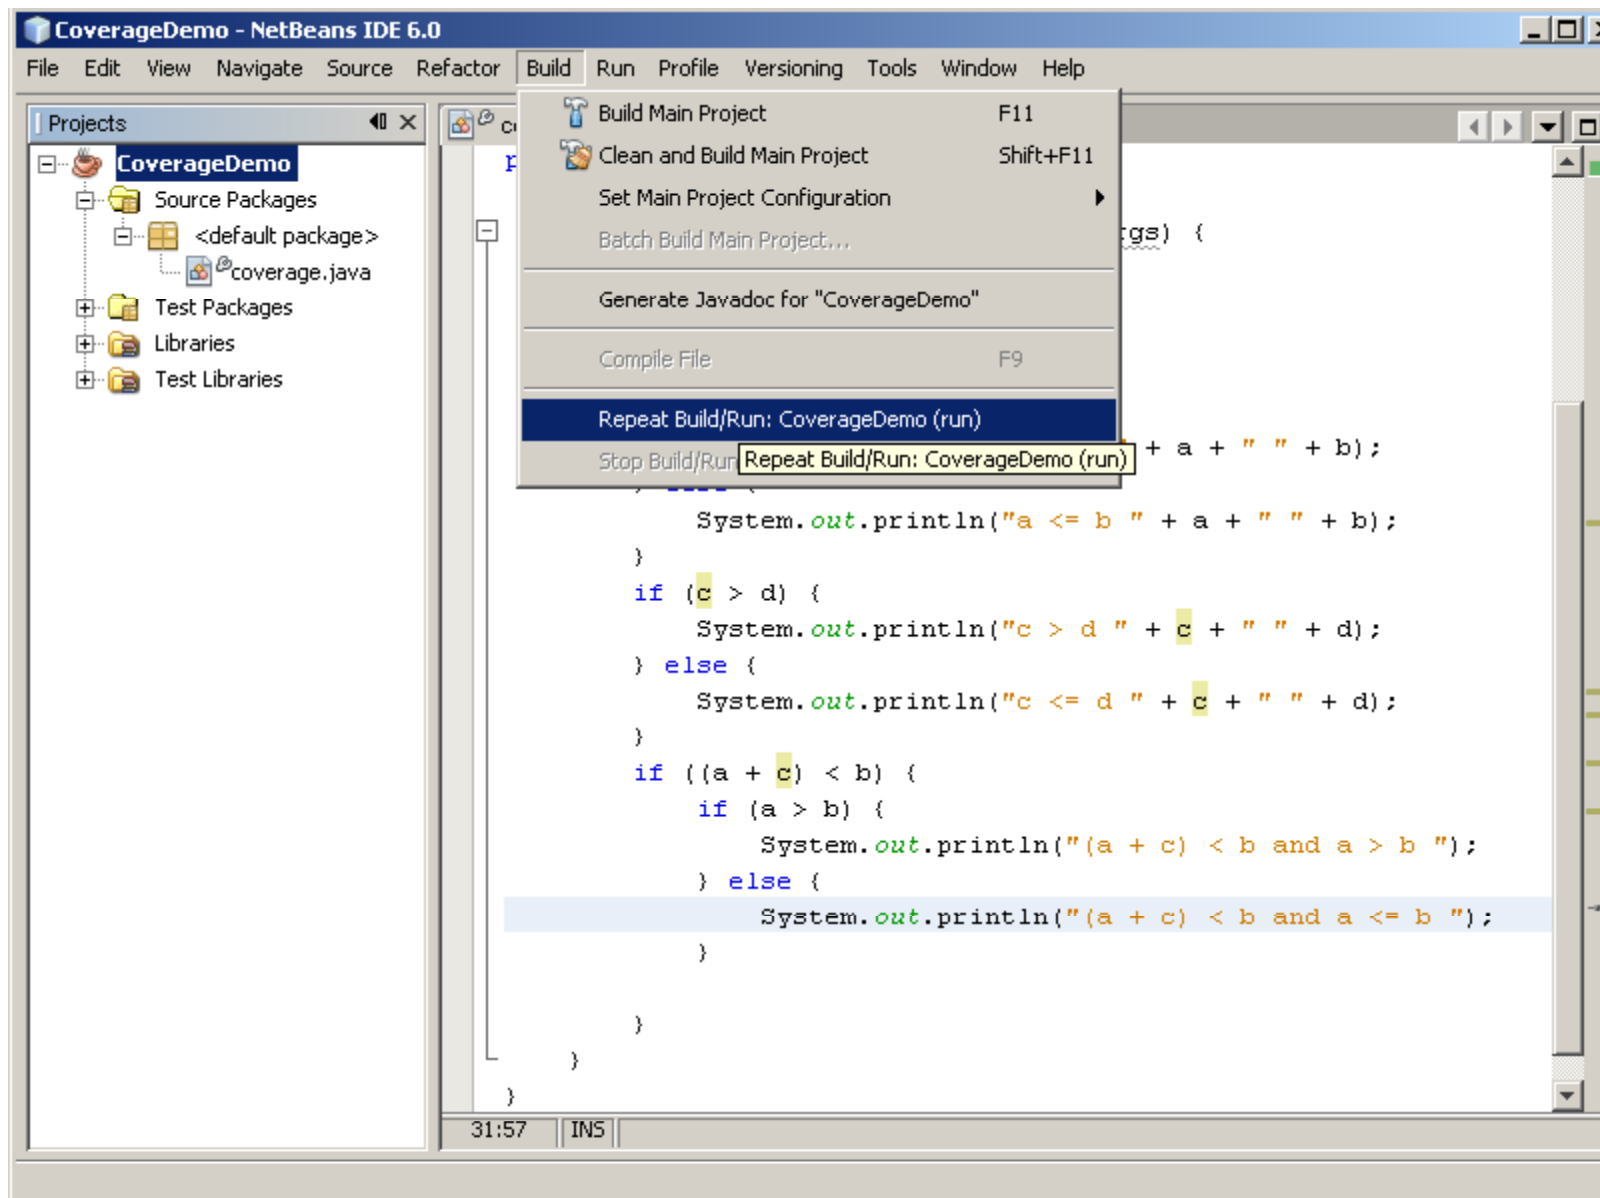 CoverageDemo - NetBeans IDE 6.0
File Edit View Navigate Source Refactor Build Run Profile Versioning Tools Window Help
Projects
CoverageDemo
Source Packages
<default package>
coverage.java
Test Packages
Libraries
Test Libraries
Build Main Project F11
Clean and Build Main Project Shift+F11
Set Main Project Configuration
Batch Build Main Project...
Generate Javadoc for "CoverageDemo"
Compile File F9
Repeat Build/Run: CoverageDemo (run)
Stop Build/Run
Repeat Build/Run: CoverageDemo (run)
gs) {
+ a + " " + b);
System.out.println("a <= b " + a + " " + b);
}
if (c > d) {
System.out.println("c > d " + c + " " + d);
} else {
System.out.println("c <= d " + c + " " + d);
}
if ((a + c) < b) {
if (a > b) {
System.out.println("(a + c) < b and a > b ");
} else {
System.out.println("(a + c) < b and a <= b ");
}
}
}
}
31:57 INS